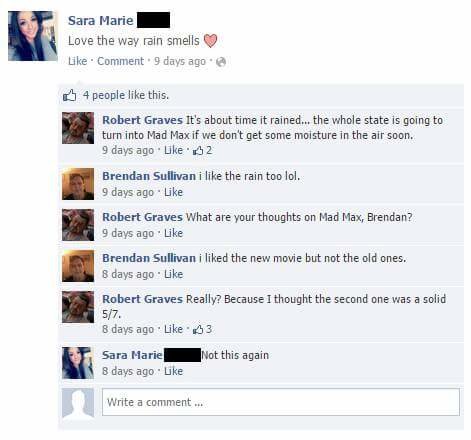 Sara Marie
Love the way rain smells
Like · Comment · 9 days ago ·
4 people like this.
Robert Graves It's about time it rained... the whole state is going to
turn into Mad Max if we don't get some moisture in the air soon.
9 days ago · Like · 2
Brendan Sullivan i like the rain too lol.
9 days ago · Like
Robert Graves What are your thoughts on Mad Max, Brendan?
9 days ago · Like
Brendan Sullivan i liked the new movie but not the old ones.
8 days ago · Like
Robert Graves Really? Because I thought the second one was a solid
5/7.
8 days ago · Like · 3
Sara Marie Not this again
8 days ago · Like
Write a comment ...